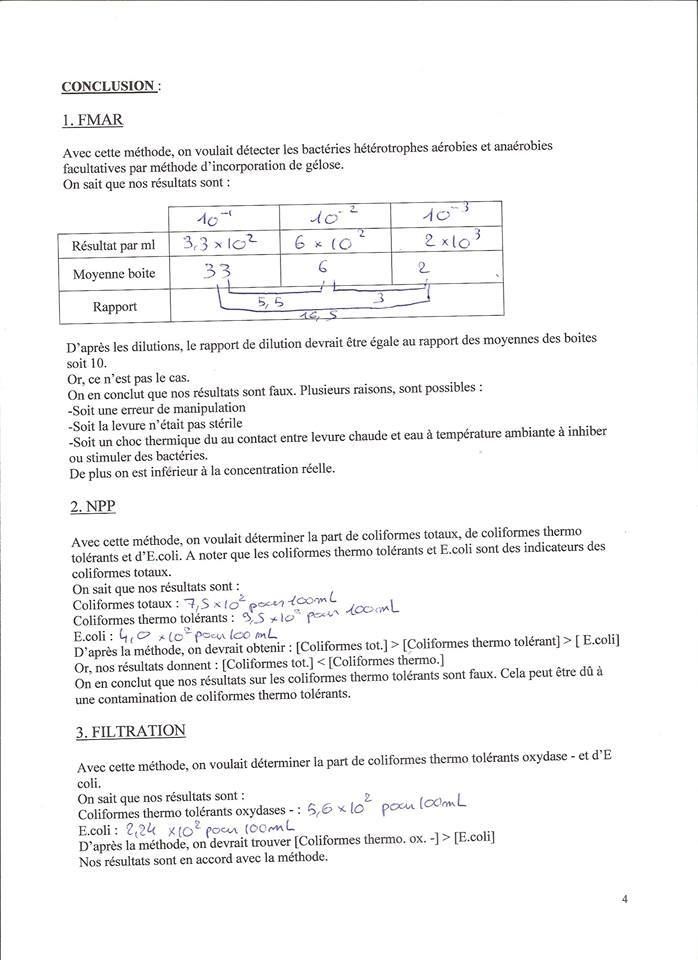 CONCLUSION :
1. FMAR
Avec cette méthode, on voulait détecter les bactéries hétérotrophes aérobies et anaérobies
facultatives par méthode d'incorporation de gélose.
On sait que nos résultats sont :
10⁻¹ 10⁻² 10⁻³
Résultat par ml 3,3 × 10² 6 × 10² 2 × 10³
Moyenne boite 33 6 2
Rapport 5,5 3
16,5
D'après les dilutions, le rapport de dilution devrait être égale au rapport des moyennes des boites
soit 10.
Or, ce n'est pas le cas.
On en conclut que nos résultats sont faux. Plusieurs raisons, sont possibles :
-Soit une erreur de manipulation
-Soit la levure n'était pas stérile
-Soit un choc thermique du au contact entre levure chaude et eau à température ambiante à inhiber
ou stimuler des bactéries.
De plus on est inférieur à la concentration réelle.
2. NPP
Avec cette méthode, on voulait déterminer la part de coliformes totaux, de coliformes thermo
tolérants et d'E.coli. A noter que les coliformes thermo tolérants et E.coli sont des indicateurs des
coliformes totaux.
On sait que nos résultats sont :
Coliformes totaux : 7,5 × 10² pour 100mL
Coliformes thermo tolérants : 9,5 × 10² pour 100mL
E.coli : 4,0 × 10² pour 100 mL
D'après la méthode, on devrait obtenir : [Coliformes tot.] > [Coliformes thermo tolérant] > [ E.coli]
Or, nos résultats donnent : [Coliformes tot.] < [Coliformes thermo.]
On en conclut que nos résultats sur les coliformes thermo tolérants sont faux. Cela peut être dû à
une contamination de coliformes thermo tolérants.
3. FILTRATION
Avec cette méthode, on voulait déterminer la part de coliformes thermo tolérants oxydase - et d'E
coli.
On sait que nos résultats sont :
Coliformes thermo tolérants oxydases - : 5,6 × 10² pour 100mL
E.coli : 2,24 × 10² pour 100mL
D'après la méthode, on devrait trouver [Coliformes thermo. ox. -] > [E.coli]
Nos résultats sont en accord avec la méthode.
4